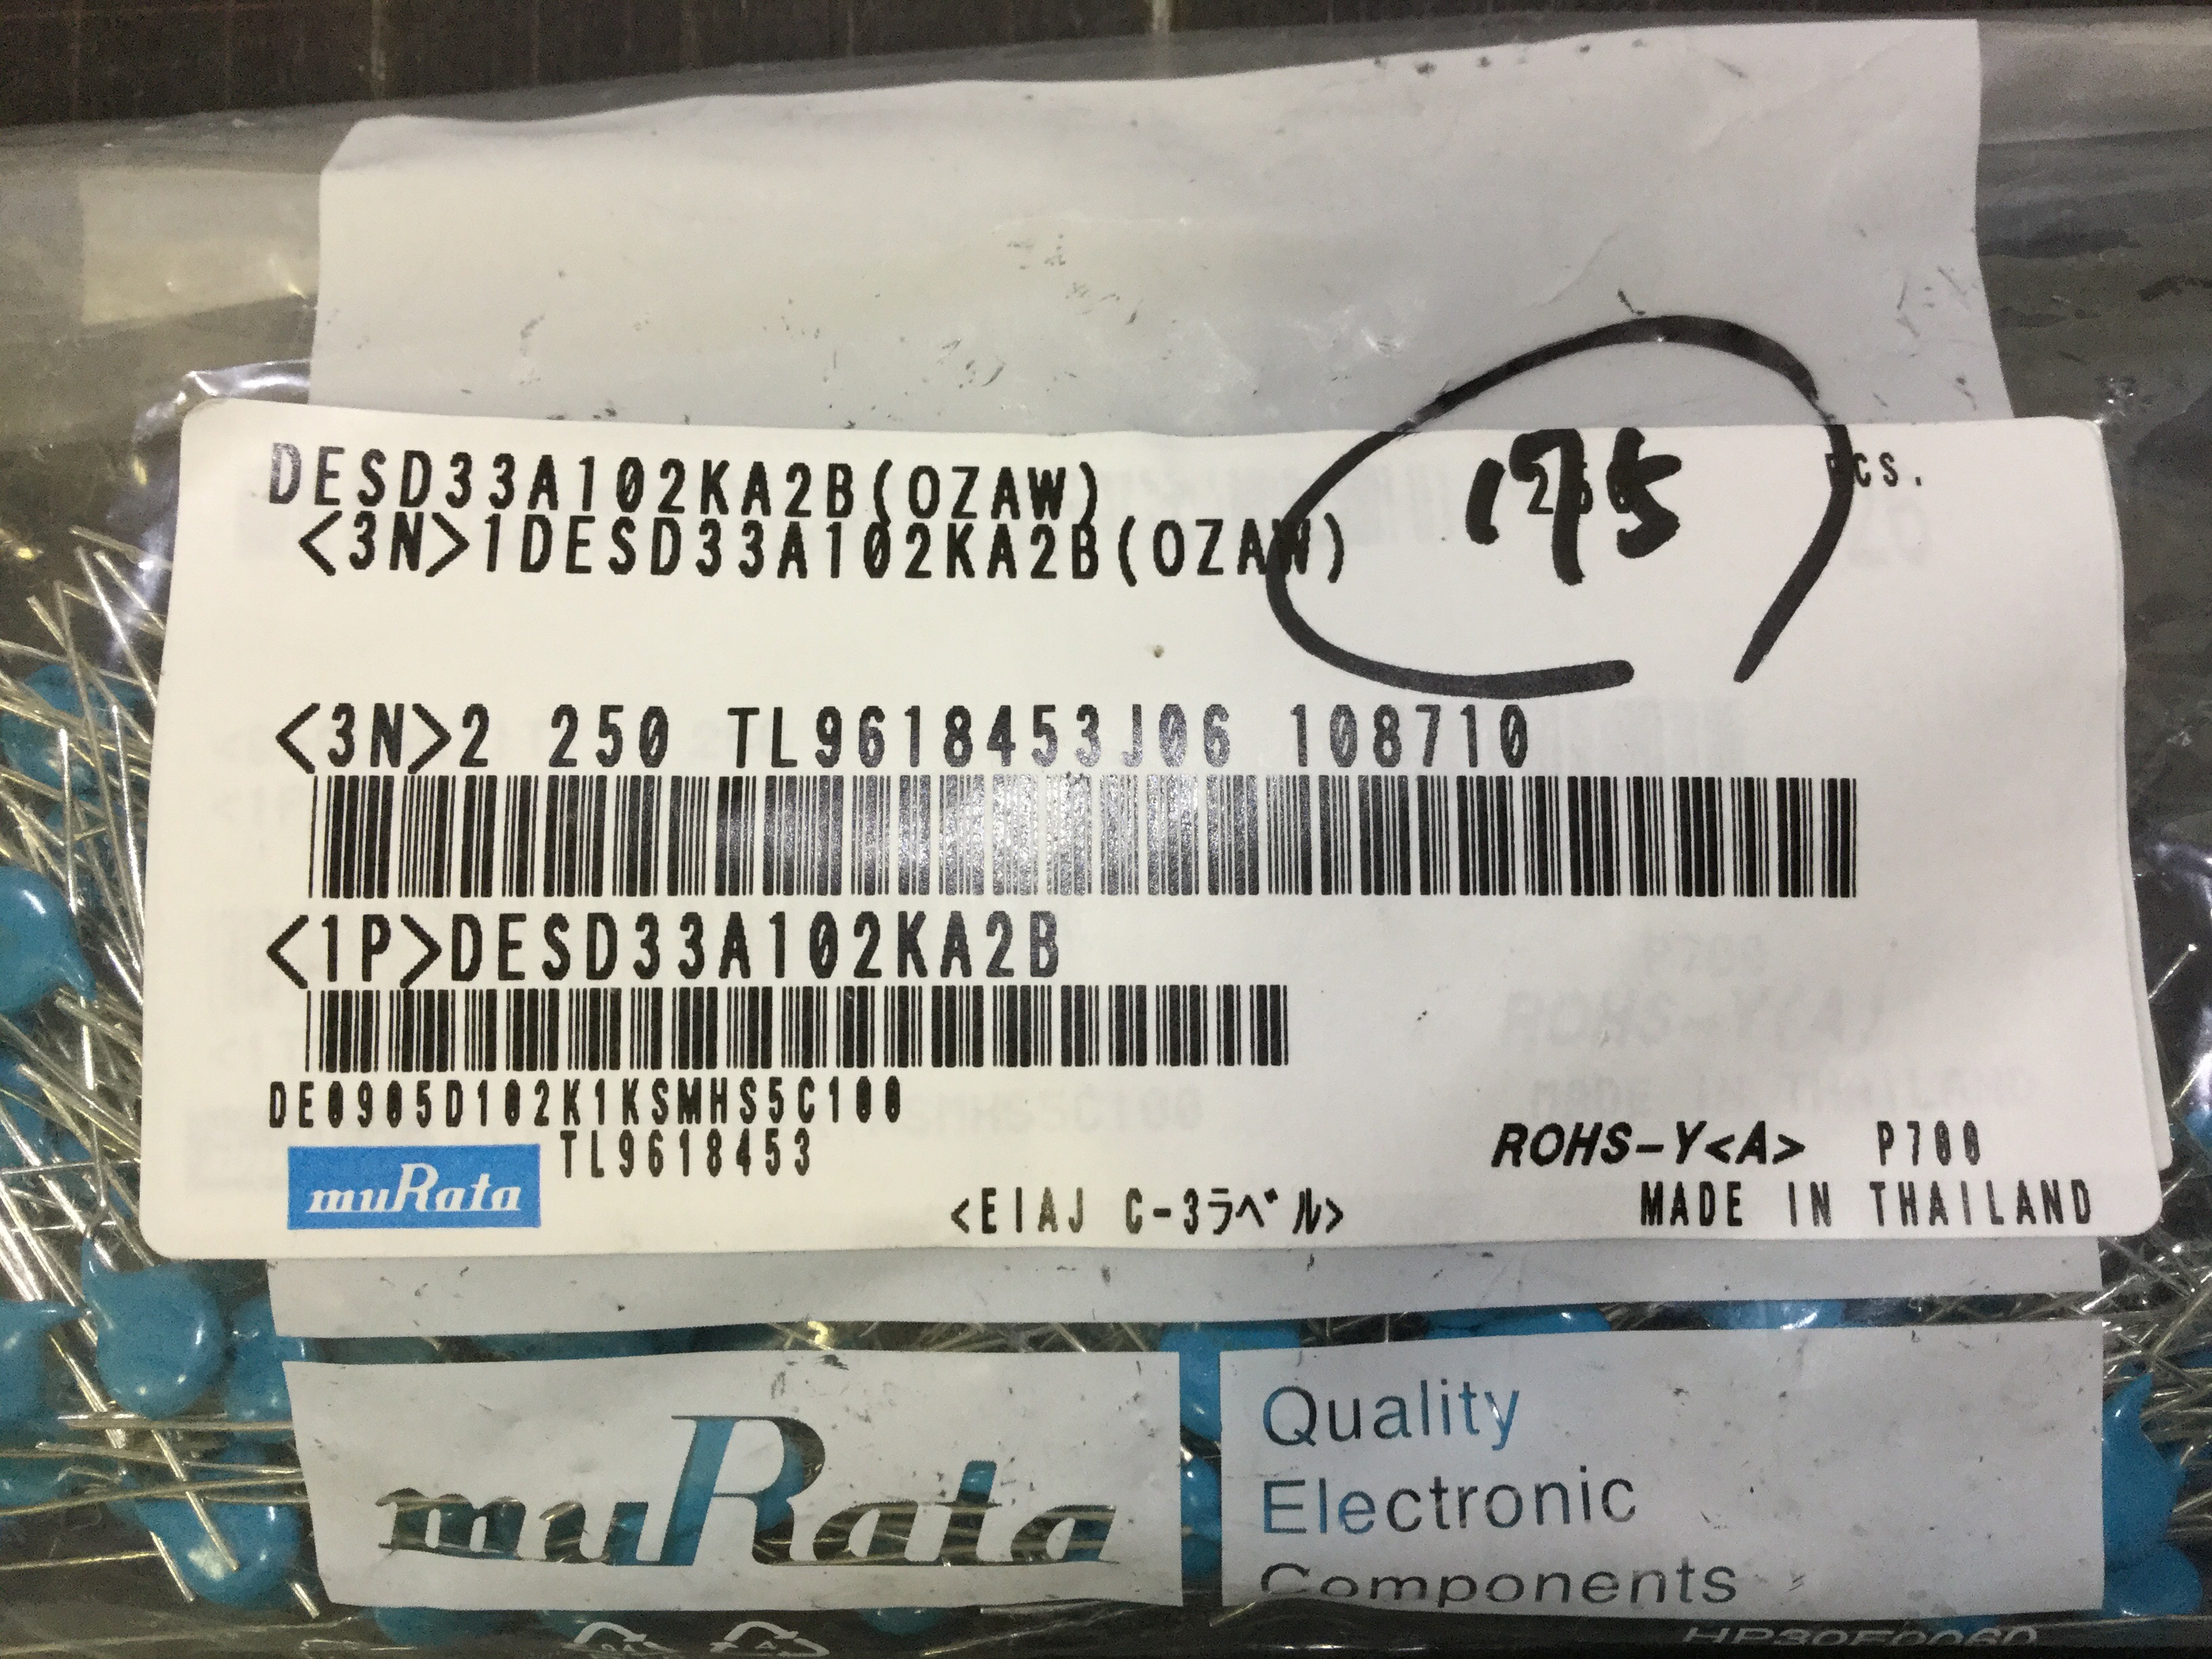 DESD33A102KA2B(OZAW)
175
PCS.
<3N>1DESD33A102KA2B(OZAW)
<3N>2 250 TL9618453J06 108710
<1P>DESD33A102KA2B
DE0905D102K1KSMHS5C100
muRata TL9618453
ROHS-Y<A> P700
<EIAJ C-3ラベル>
MADE IN THAILAND
muRata
Quality
Electronic
Components